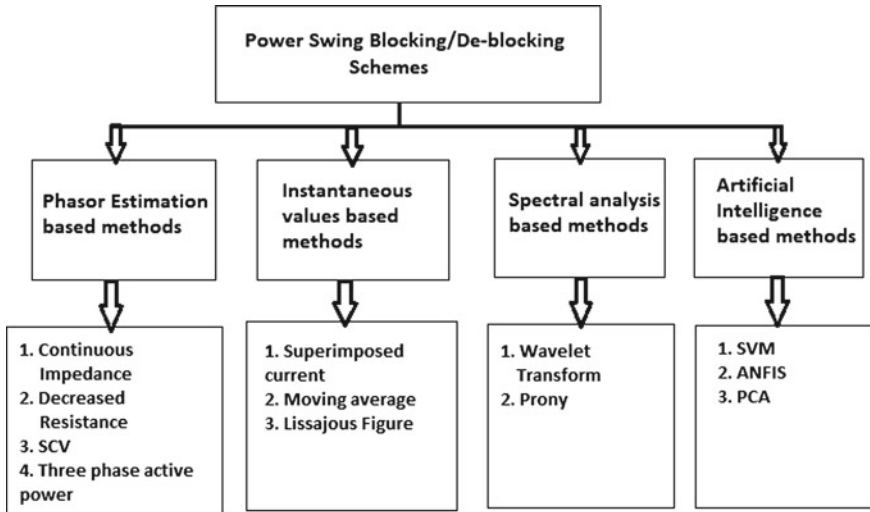 Power Swing Blocking/De-blocking
Schemes
Phasor Estimation
based methods
Instantaneous
values based
methods
Spectral analysis
based methods
Artificial
Intelligence
based methods
1. Continuous
Impedance
2. Decreased
Resistance
3. SCV
4. Three phase active
power
1. Superimposed
current
2. Moving average
3. Lissajous Figure
1. Wavelet
Transform
2. Prony
1. SVM
2. ANFIS
3. PCA